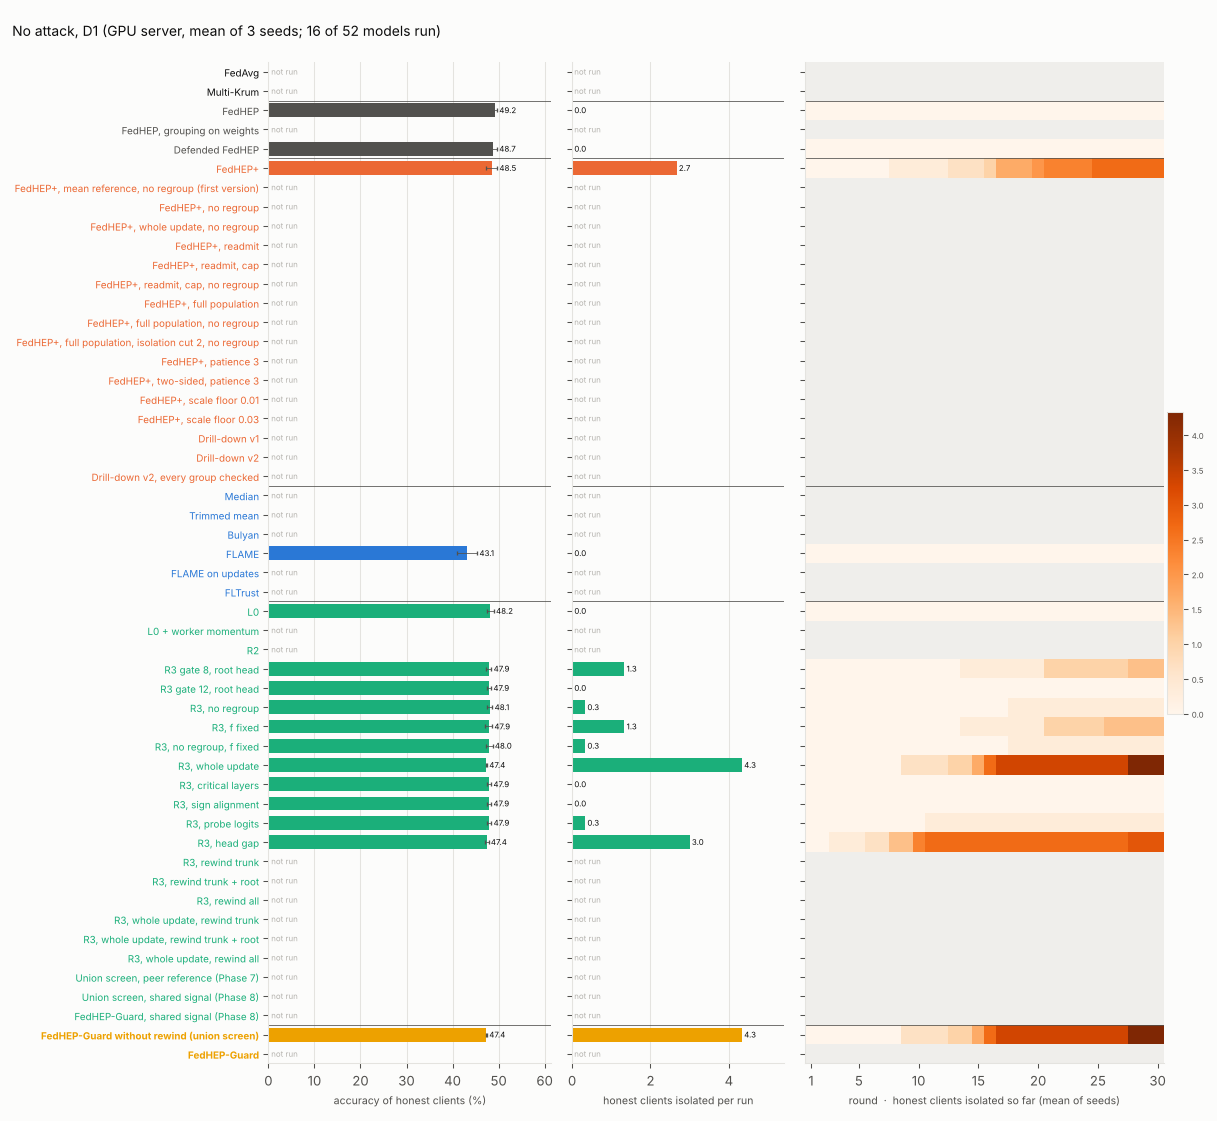 No attack, D1 (GPU server, mean of 3 seeds; 16 of 52 models run)
FedAvg not run not run
Multi-Krum not run not run
FedHEP 49.2 0.0
FedHEP, grouping on weights not run not run
Defended FedHEP 48.7 0.0
FedHEP+ 48.5 2.7
FedHEP+, mean reference, no regroup (first version) not run not run
FedHEP+, no regroup not run not run
FedHEP+, whole update, no regroup not run not run
FedHEP+, readmit not run not run
FedHEP+, readmit, cap not run not run
FedHEP+, readmit, cap, no regroup not run not run
FedHEP+, full population not run not run
FedHEP+, full population, no regroup not run not run
FedHEP+, full population, isolation cut 2, no regroup not run not run
FedHEP+, patience 3 not run not run
FedHEP+, two-sided, patience 3 not run not run
FedHEP+, scale floor 0.01 not run not run
FedHEP+, scale floor 0.03 not run not run
Drill-down v1 not run not run
Drill-down v2 not run not run
Drill-down v2, every group checked not run not run
Median not run not run
Trimmed mean not run not run
Bulyan not run not run
FLAME 43.1 0.0
FLAME on updates not run not run
FLTrust not run not run
L0 48.2 0.0
L0 + worker momentum not run not run
R2 not run not run
R3 gate 8, root head 47.9 1.3
R3 gate 12, root head 47.9 0.0
R3, no regroup 48.1 0.3
R3, f fixed 47.9 1.3
R3, no regroup, f fixed 48.0 0.3
R3, whole update 47.4 4.3
R3, critical layers 47.9 0.0
R3, sign alignment 47.9 0.0
R3, probe logits 47.9 0.3
R3, head gap 47.4 3.0
R3, rewind trunk not run not run
R3, rewind trunk + root not run not run
R3, rewind all not run not run
R3, whole update, rewind trunk not run not run
R3, whole update, rewind trunk + root not run not run
R3, whole update, rewind all not run not run
Union screen, peer reference (Phase 7) not run not run
Union screen, shared signal (Phase 8) not run not run
FedHEP-Guard, shared signal (Phase 8) not run not run
FedHEP-Guard without rewind (union screen) 47.4 4.3
FedHEP-Guard not run not run
0 10 20 30 40 50 60
accuracy of honest clients (%)
0 2 4
honest clients isolated per run
1 5 10 15 20 25 30
round · honest clients isolated so far (mean of seeds)
4.0
3.5
3.0
2.5
2.0
1.5
1.0
0.5
0.0